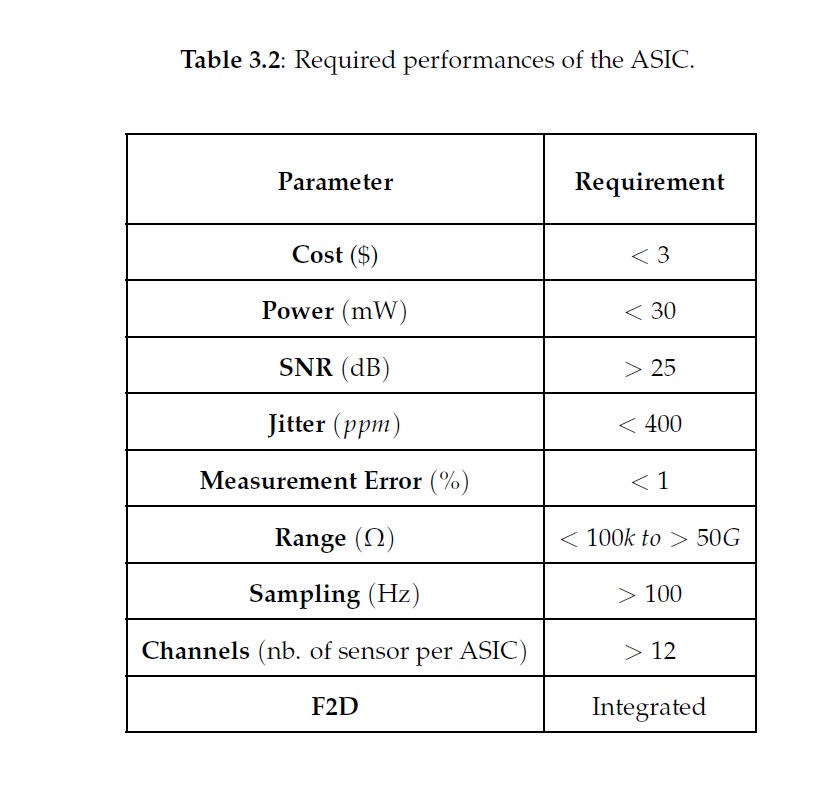 Table 3.2: Required performances of the ASIC.
Parameter Requirement
Cost ($) < 3
Power (mW) < 30
SNR (dB) > 25
Jitter (ppm) < 400
Measurement Error (%) < 1
Range (Ω) < 100k to > 50G
Sampling (Hz) > 100
Channels (nb. of sensor per ASIC) > 12
F2D Integrated